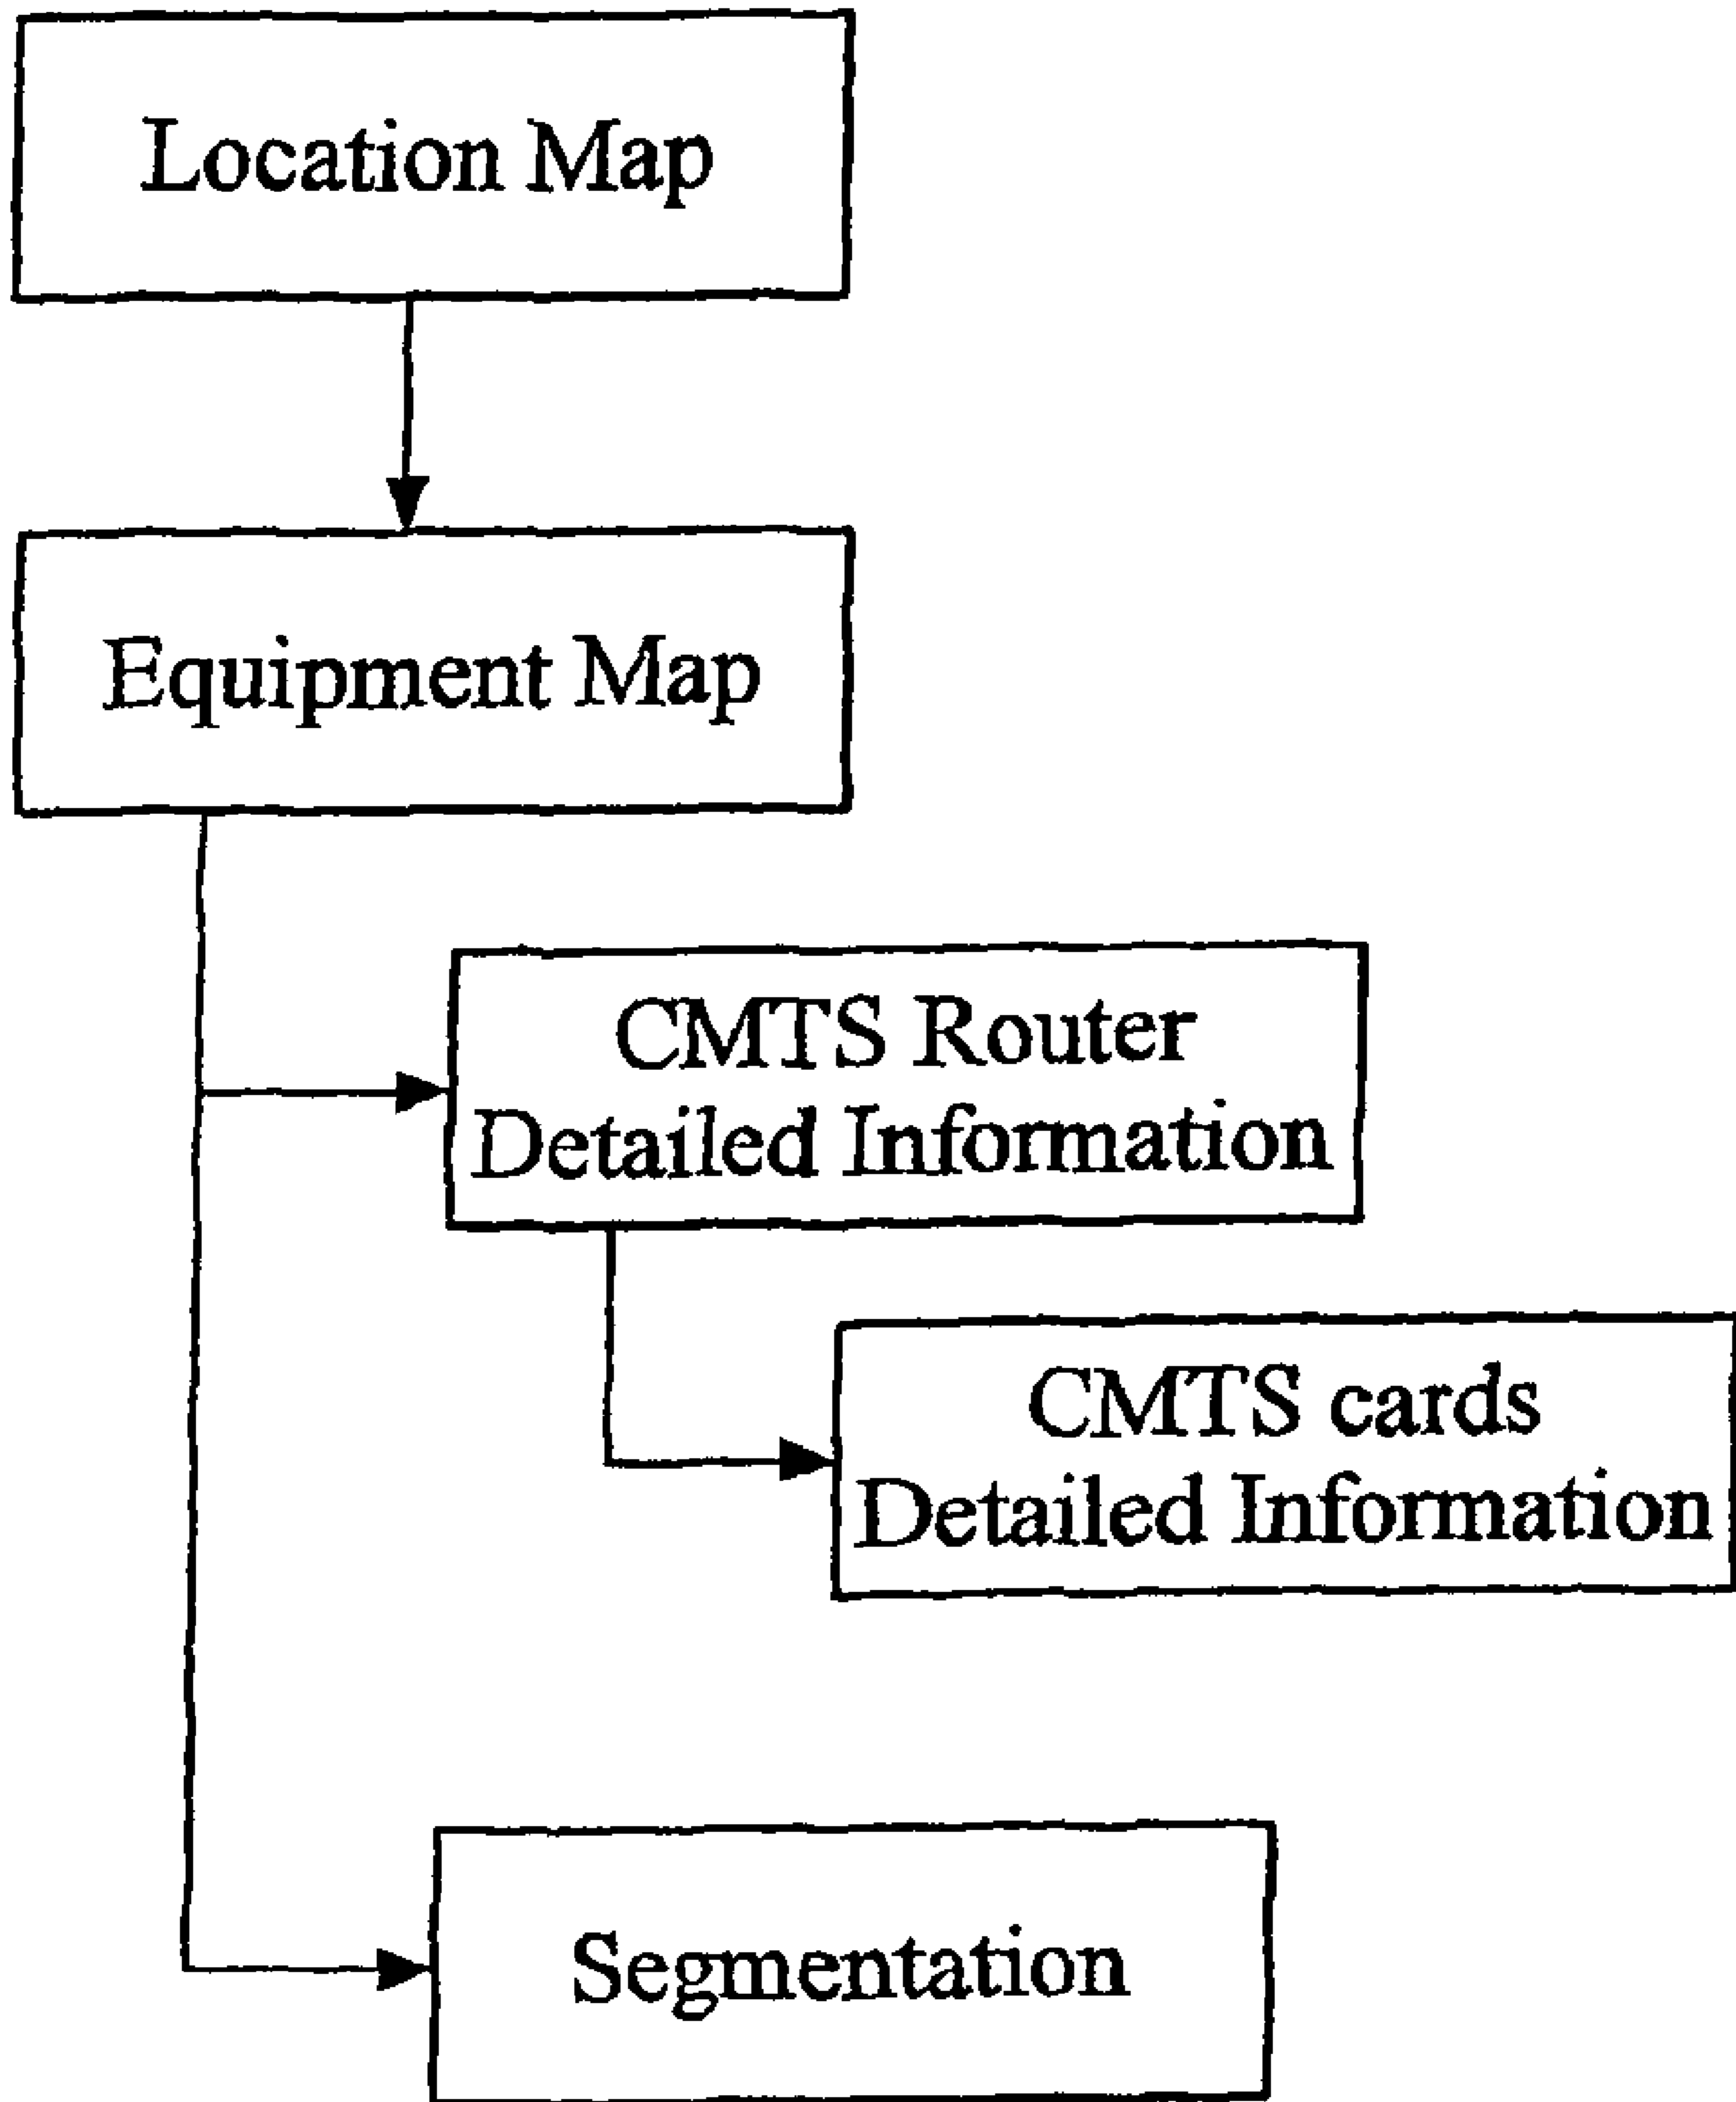 Location Map
Equipment Map
CMTS Router
Detailed Information
CMTS cards
Detailed Information
Segmentation